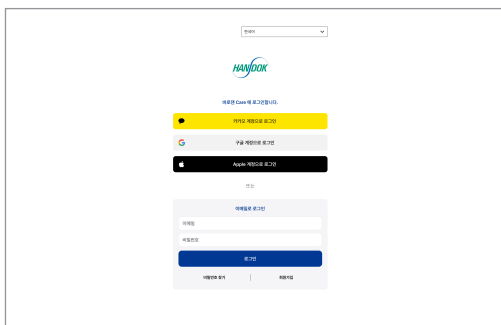 한국어
HANDOK
바로잰 Care 에 로그인합니다.
카카오 계정으로 로그인
구글 계정으로 로그인
Apple 계정으로 로그인
또는
이메일로 로그인
이메일
비밀번호
로그인
비밀번호 찾기
회원가입